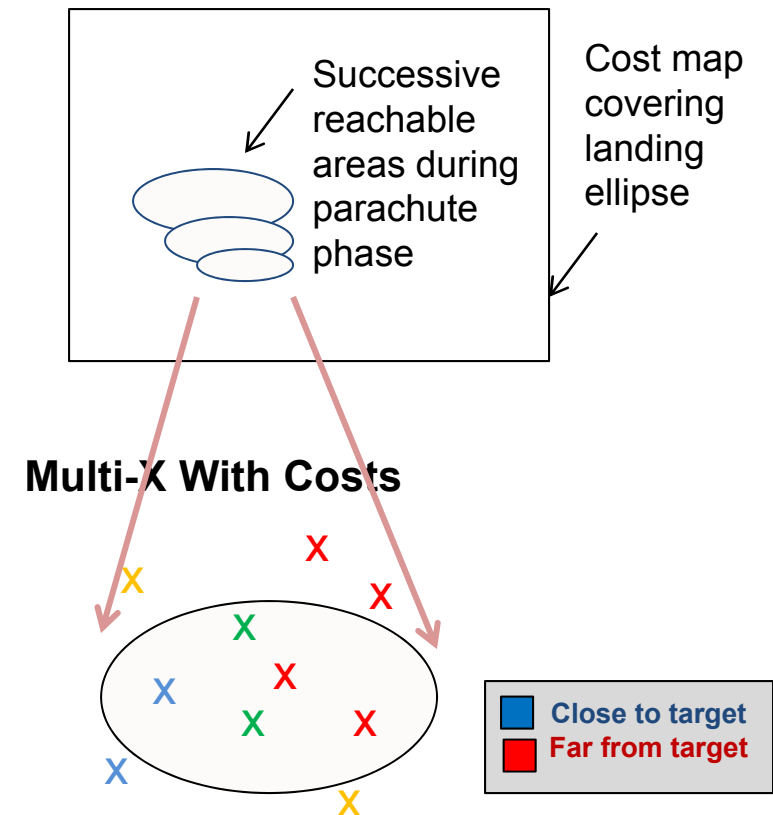 Successive
reachable
areas during
parachute
phase
Cost map
covering
landing
ellipse
Multi-X With Costs
X
X
X
X
X
X
X
X
X
X
Close to target
Far from target